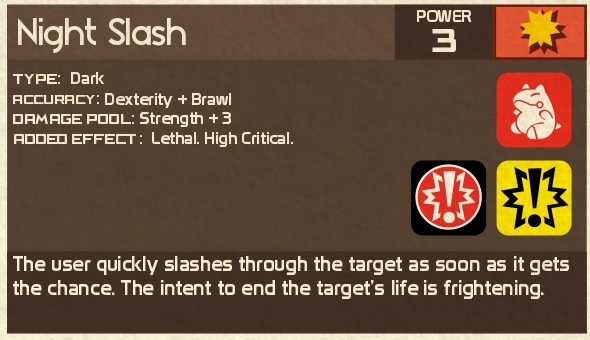 Night Slash
POWER
3
TYPE: Dark
ACCURACY: Dexterity + Brawl
DAMAGE POOL: Strength + 3
ADDED EFFECT: Lethal. High Critical.
The user quickly slashes through the target as soon as it gets
the chance. The intent to end the target's life is frightening.